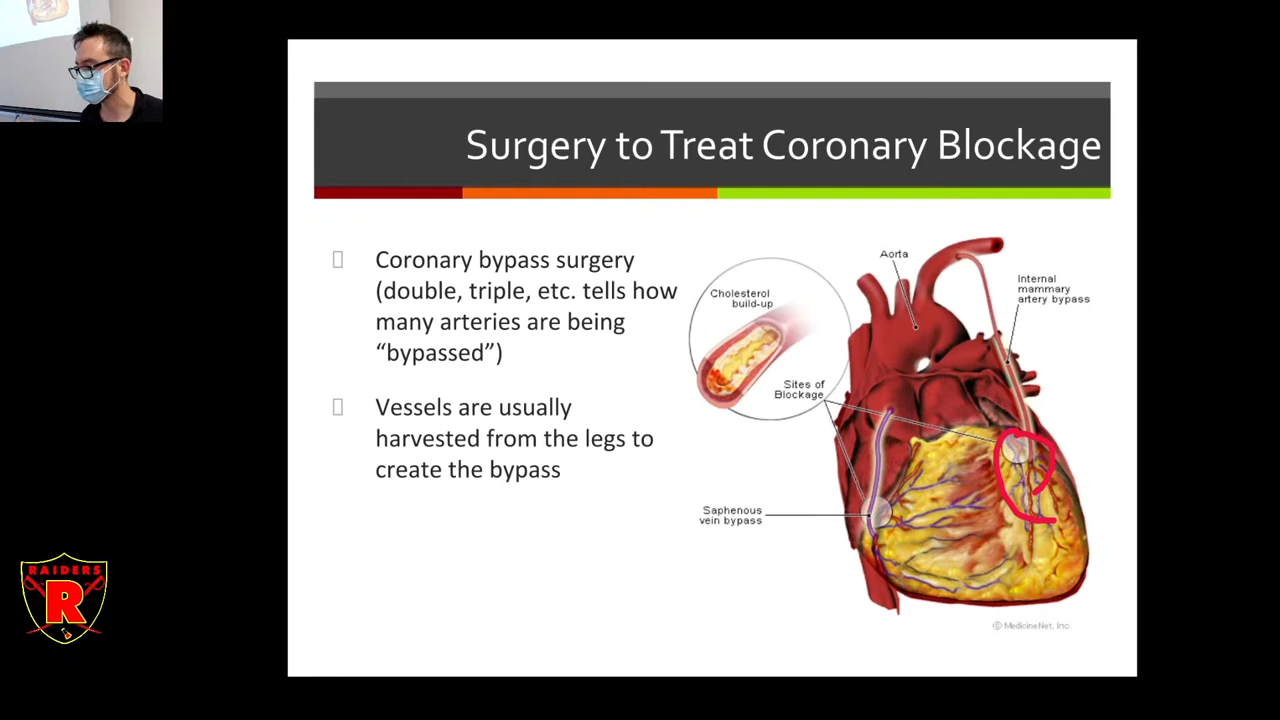 Surgery to Treat Coronary Blockage
Coronary bypass surgery
(double, triple, etc. tells how
many arteries are being
“bypassed”)
Vessels are usually
harvested from the legs to
create the bypass
Aorta
Cholesterol
build-up
Internal
mammary
artery bypass
Sites of
Blockage
Saphenous
vein bypass
© MedicineNet, Inc.
RAIDERS
R